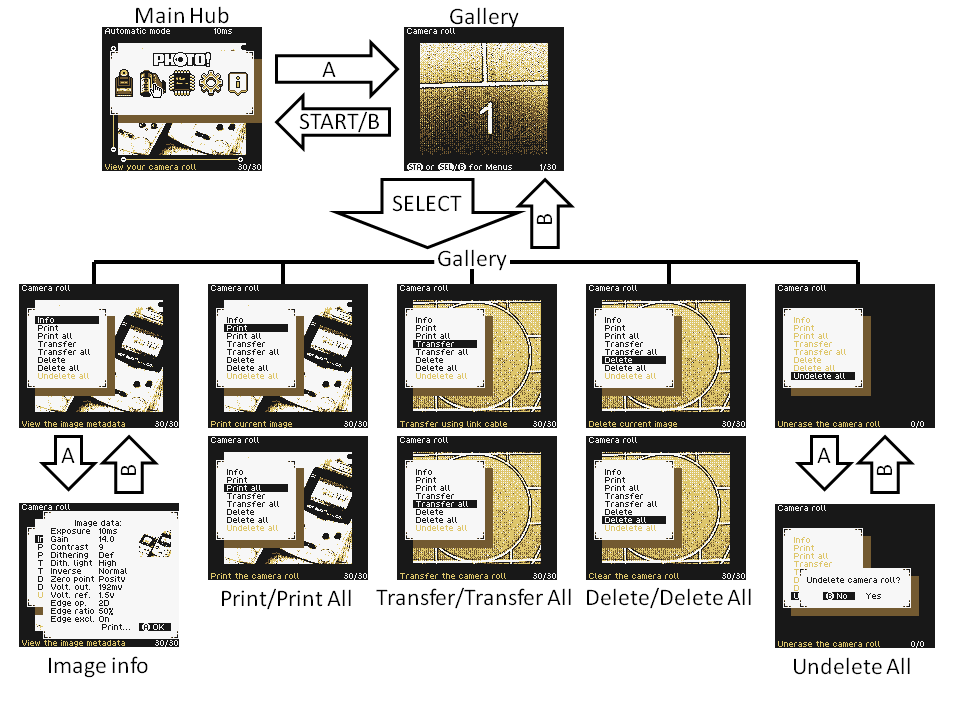 Main Hub
Gallery
Automatic mode 10ms
PHOTO!
View your camera roll 30/30
A
START/B
Camera roll
1
STA or SEL/B for Menus 1/30
SELECT
B
Gallery
Camera roll
Info
Print
Print all
Transfer
Transfer all
Delete
Delete all
Undelete all
View the image metadata 30/30
Camera roll
Info
Print
Print all
Transfer
Transfer all
Delete
Delete all
Undelete all
Print current image 30/30
Camera roll
Info
Print
Print all
Transfer
Transfer all
Delete
Delete all
Undelete all
Transfer using link cable 30/30
Camera roll
Info
Print
Print all
Transfer
Transfer all
Delete
Delete all
Undelete all
Delete current image 30/30
Camera roll
Info
Print
Print all
Transfer
Transfer all
Delete
Delete all
Undelete all
Unerase the camera roll 0/0
A
B
Camera roll
Image data:
Exposure 10ms
Gain 14.0
Contrast 9
Dithering Def
Dith. light High
Inverse Normal
Zero point Positv
Volt. out. 192mv
Volt. ref. 1.5v
Edge op. 2D
Edge ratio 50%
Edge excl. On
Print... A OK
In
P
P
T
T
D
D
U
View the image metadata 30/30
Image info
Camera roll
Info
Print
Print all
Transfer
Transfer all
Delete
Delete all
Undelete all
Print the camera roll 30/30
Print/Print All
Camera roll
Info
Print
Print all
Transfer
Transfer all
Delete
Delete all
Undelete all
Transfer the camera roll 30/30
Transfer/Transfer All
Camera roll
Info
Print
Print all
Transfer
Transfer all
Delete
Delete all
Undelete all
Clear the camera roll 30/30
Delete/Delete All
A
B
Camera roll
Info
Print
Print all
Transfer
T
D
D
U
Undelete camera roll?
B No Yes
Unerase the camera roll 0/0
Undelete All